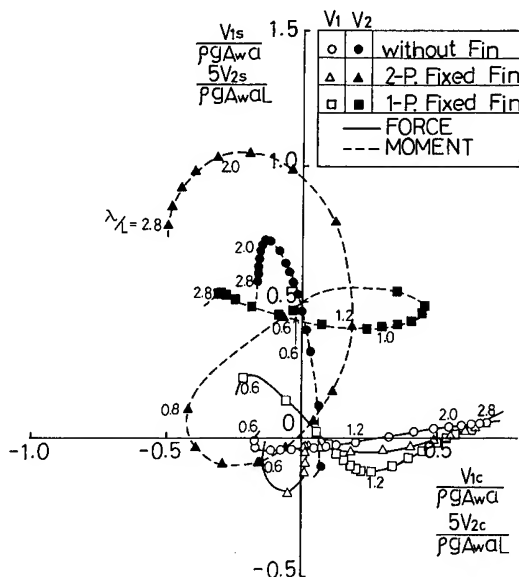 V1s
ρgAwa
5V2s
ρgAwaL
1.5
V1 V2
○ ● without Fin
△ ▲ 2-P. Fixed Fin
□ ■ 1-P. Fixed Fin
FORCE
MOMENT
1.0
2.0
λ/L=2.8
2.0
2.8
2.8
0.5
0.6
0.6
1.2
1.0
0.6
0.8
0
0.6
0.6
1.2
2.0
2.8
1.2
-1.0
-0.5
0.5
V1c
ρgAwa
5V2c
ρgAwaL
-0.5